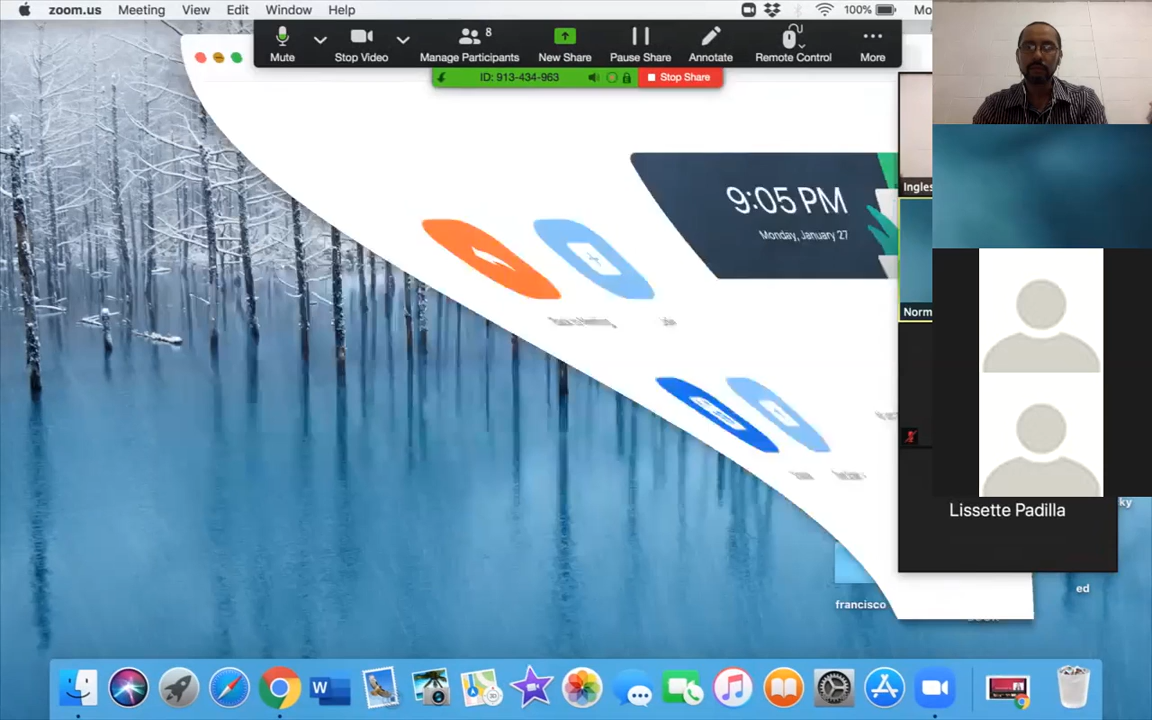 zoom.us Meeting View Edit Window Help 100% Mo
8
Mute Stop Video Manage Participants New Share Pause Share Annotate Remote Control More
ID: 913-434-963 Stop Share
Ingles
9:05 PM
Monday, January 27
Norm
Lissette Padilla
ky
francisco
ed
W